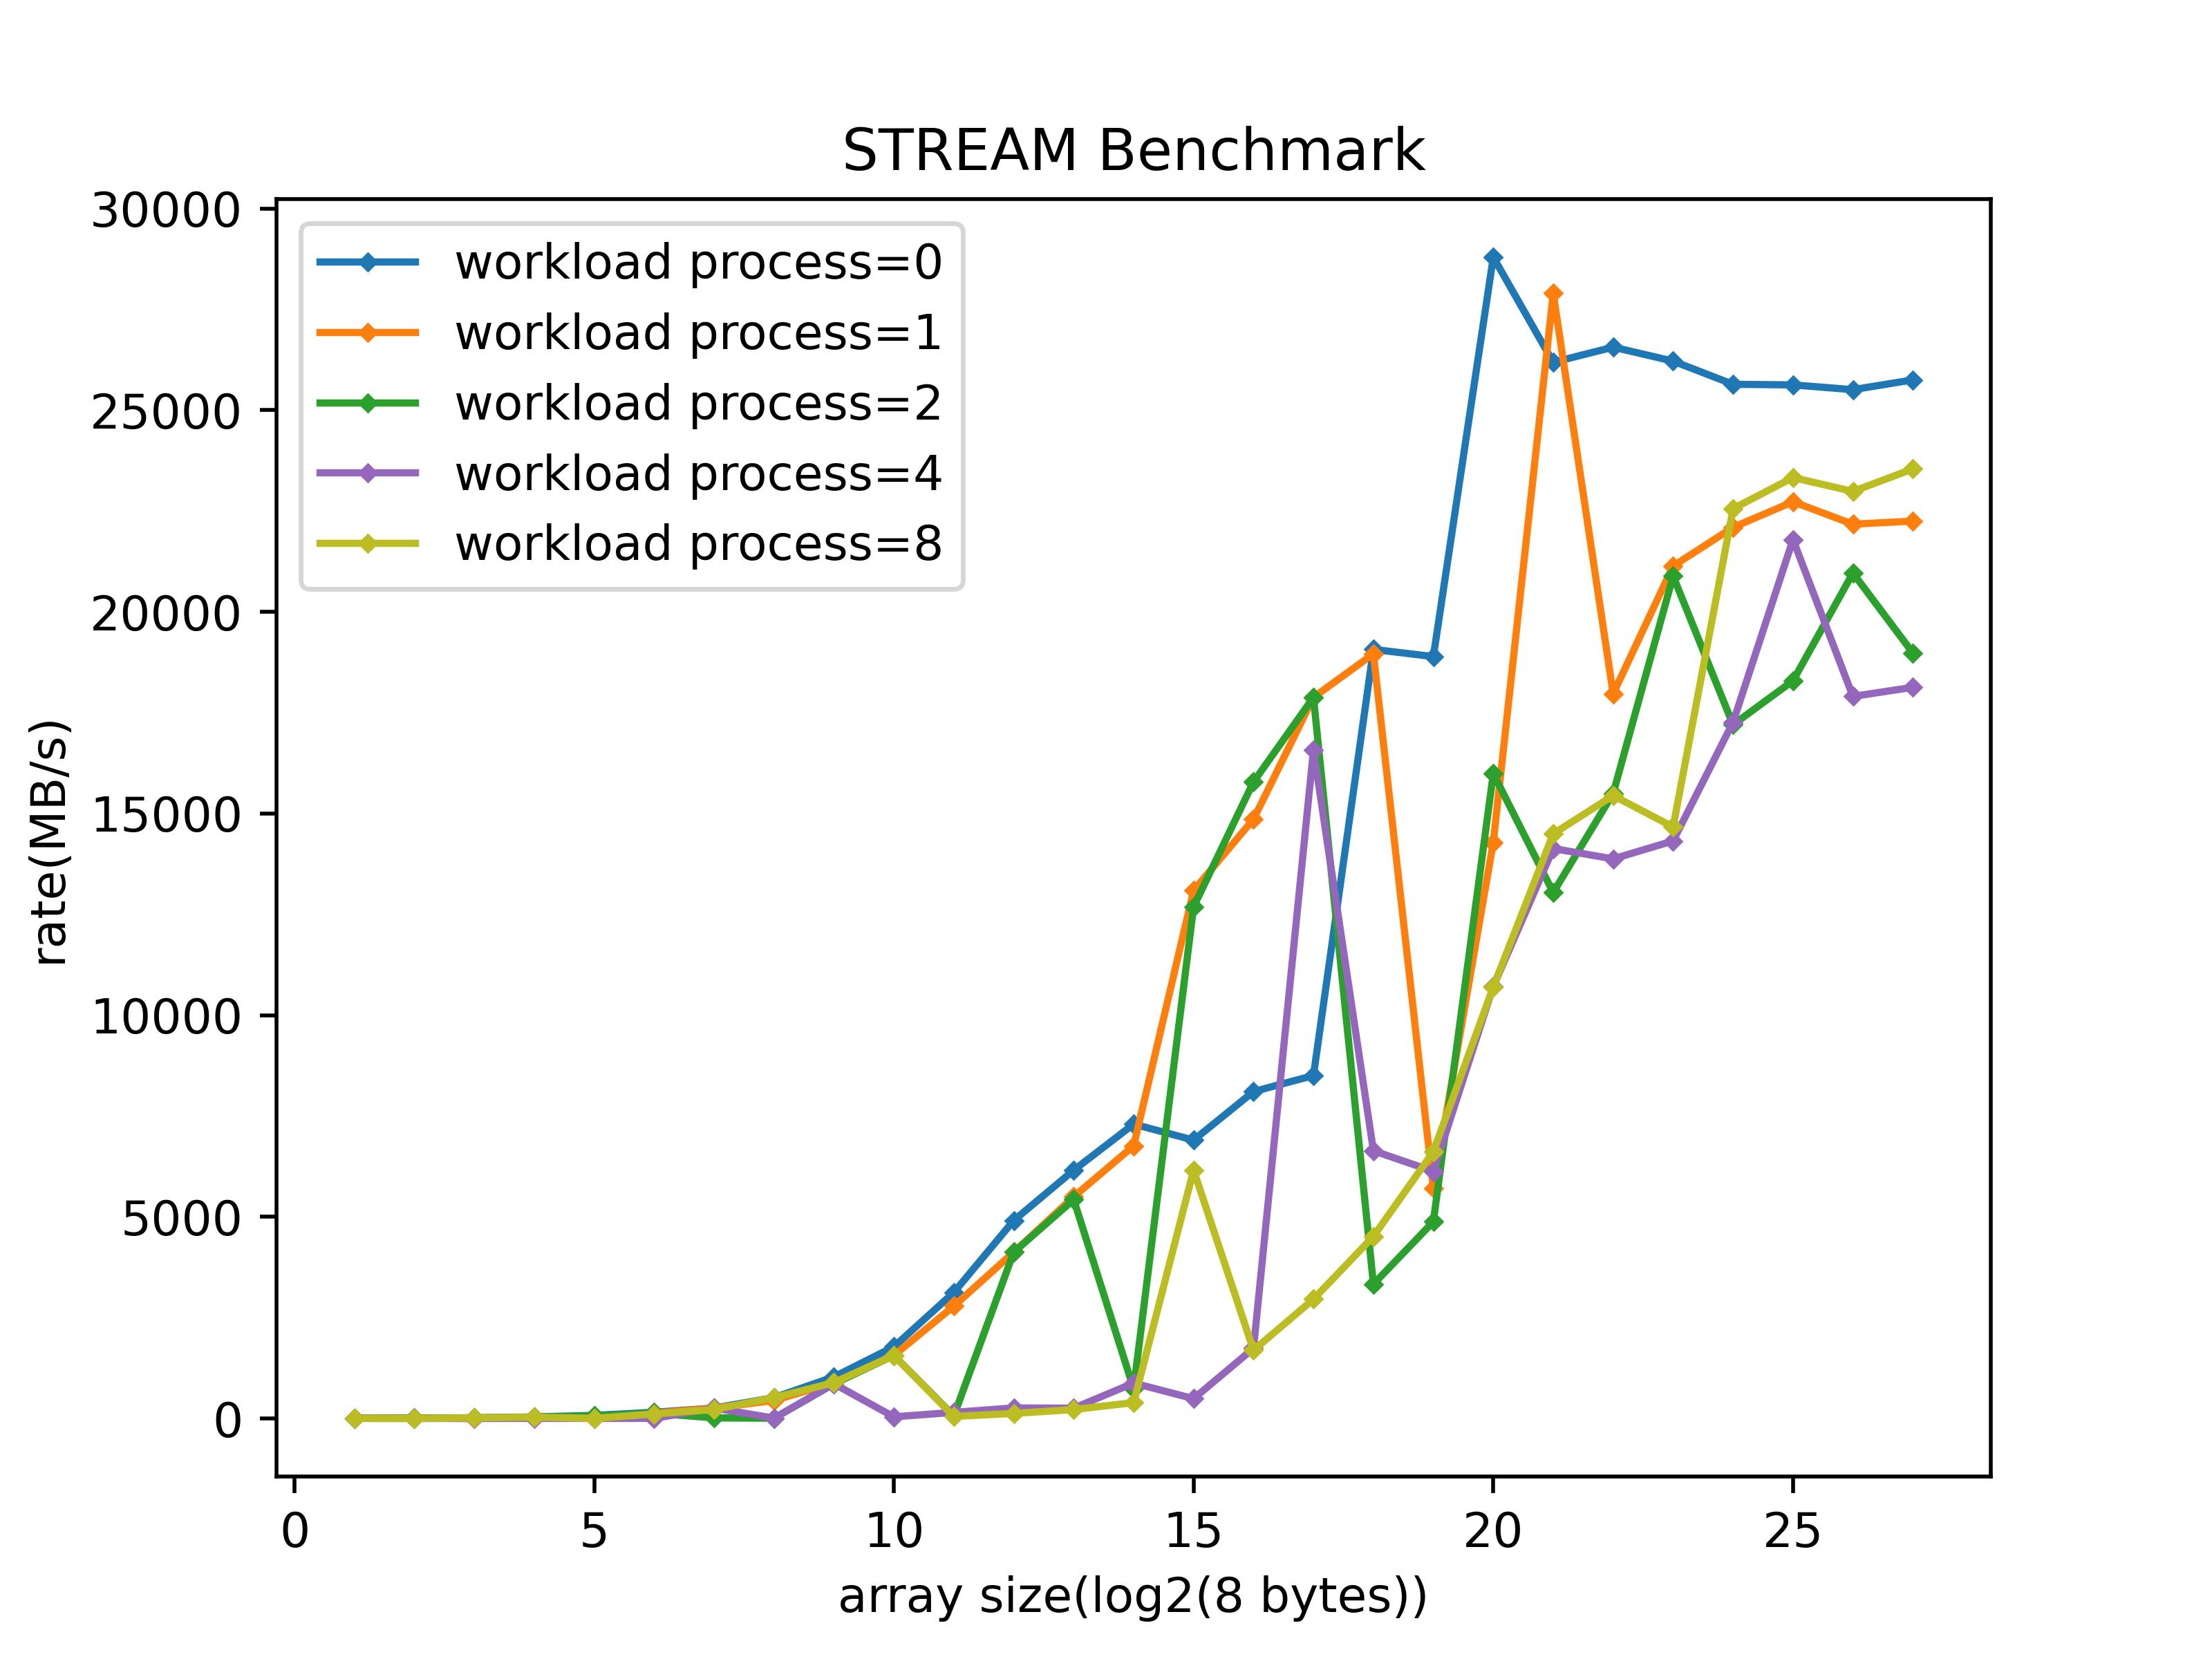 STREAM Benchmark
30000
25000
20000
15000
10000
5000
0
rate(MB/s)
workload process=0
workload process=1
workload process=2
workload process=4
workload process=8
0 5 10 15 20 25
array size(log2(8 bytes))